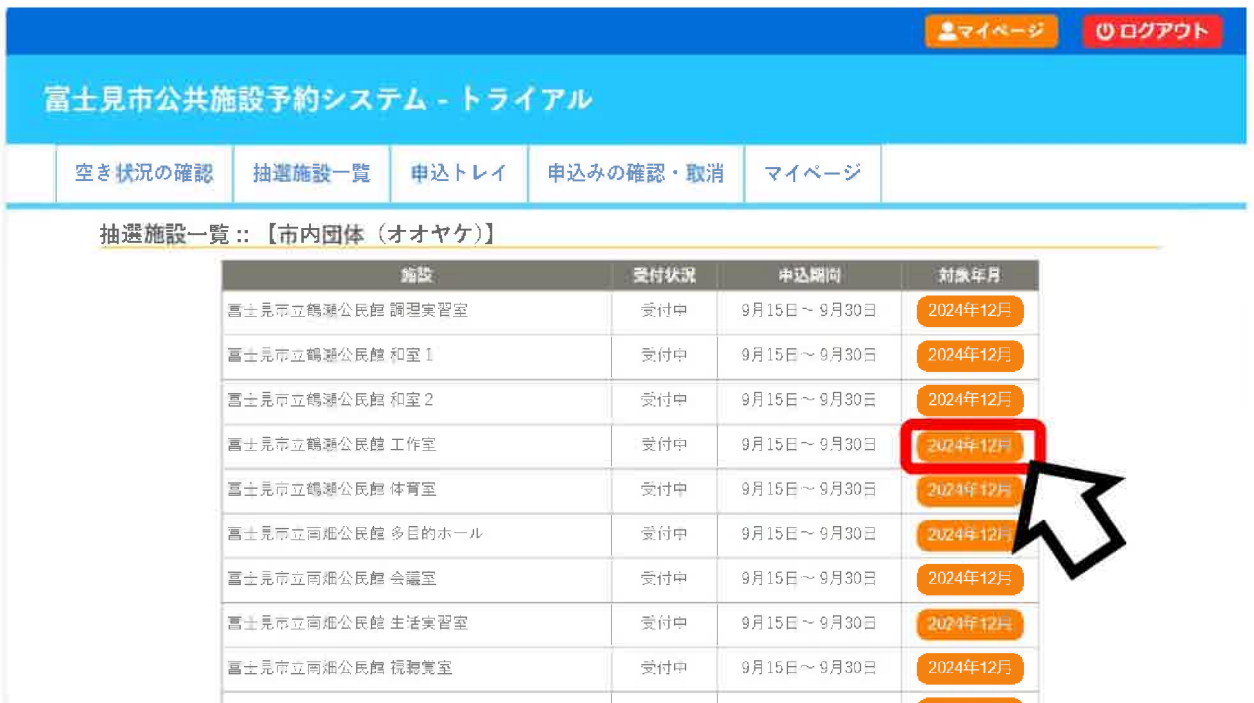 マイページ ログアウト
富士見市公共施設予約システム - トライアル
空き状況の確認 抽選施設一覧 申込トレイ 申込みの確認・取消 マイページ
抽選施設一覧 :: 【市内団体（オオヤケ）】
施設 受付状況 申込期間 対象年月
富士見市立鶴瀬公民館 調理実習室 受付中 9月15日～9月30日 2024年12月
富士見市立鶴瀬公民館 和室1 受付中 9月15日～9月30日 2024年12月
富士見市立鶴瀬公民館 和室2 受付中 9月15日～9月30日 2024年12月
富士見市立鶴瀬公民館 工作室 受付中 9月15日～9月30日 2024年12月
富士見市立鶴瀬公民館 体育室 受付中 9月15日～9月30日 2024年12月
富士見市立南畑公民館 多目的ホール 受付中 9月15日～9月30日 2024年12月
富士見市立南畑公民館 会議室 受付中 9月15日～9月30日 2024年12月
富士見市立南畑公民館 生活実習室 受付中 9月15日～9月30日 2024年12月
富士見市立南畑公民館 視聴覚室 受付中 9月15日～9月30日 2024年12月